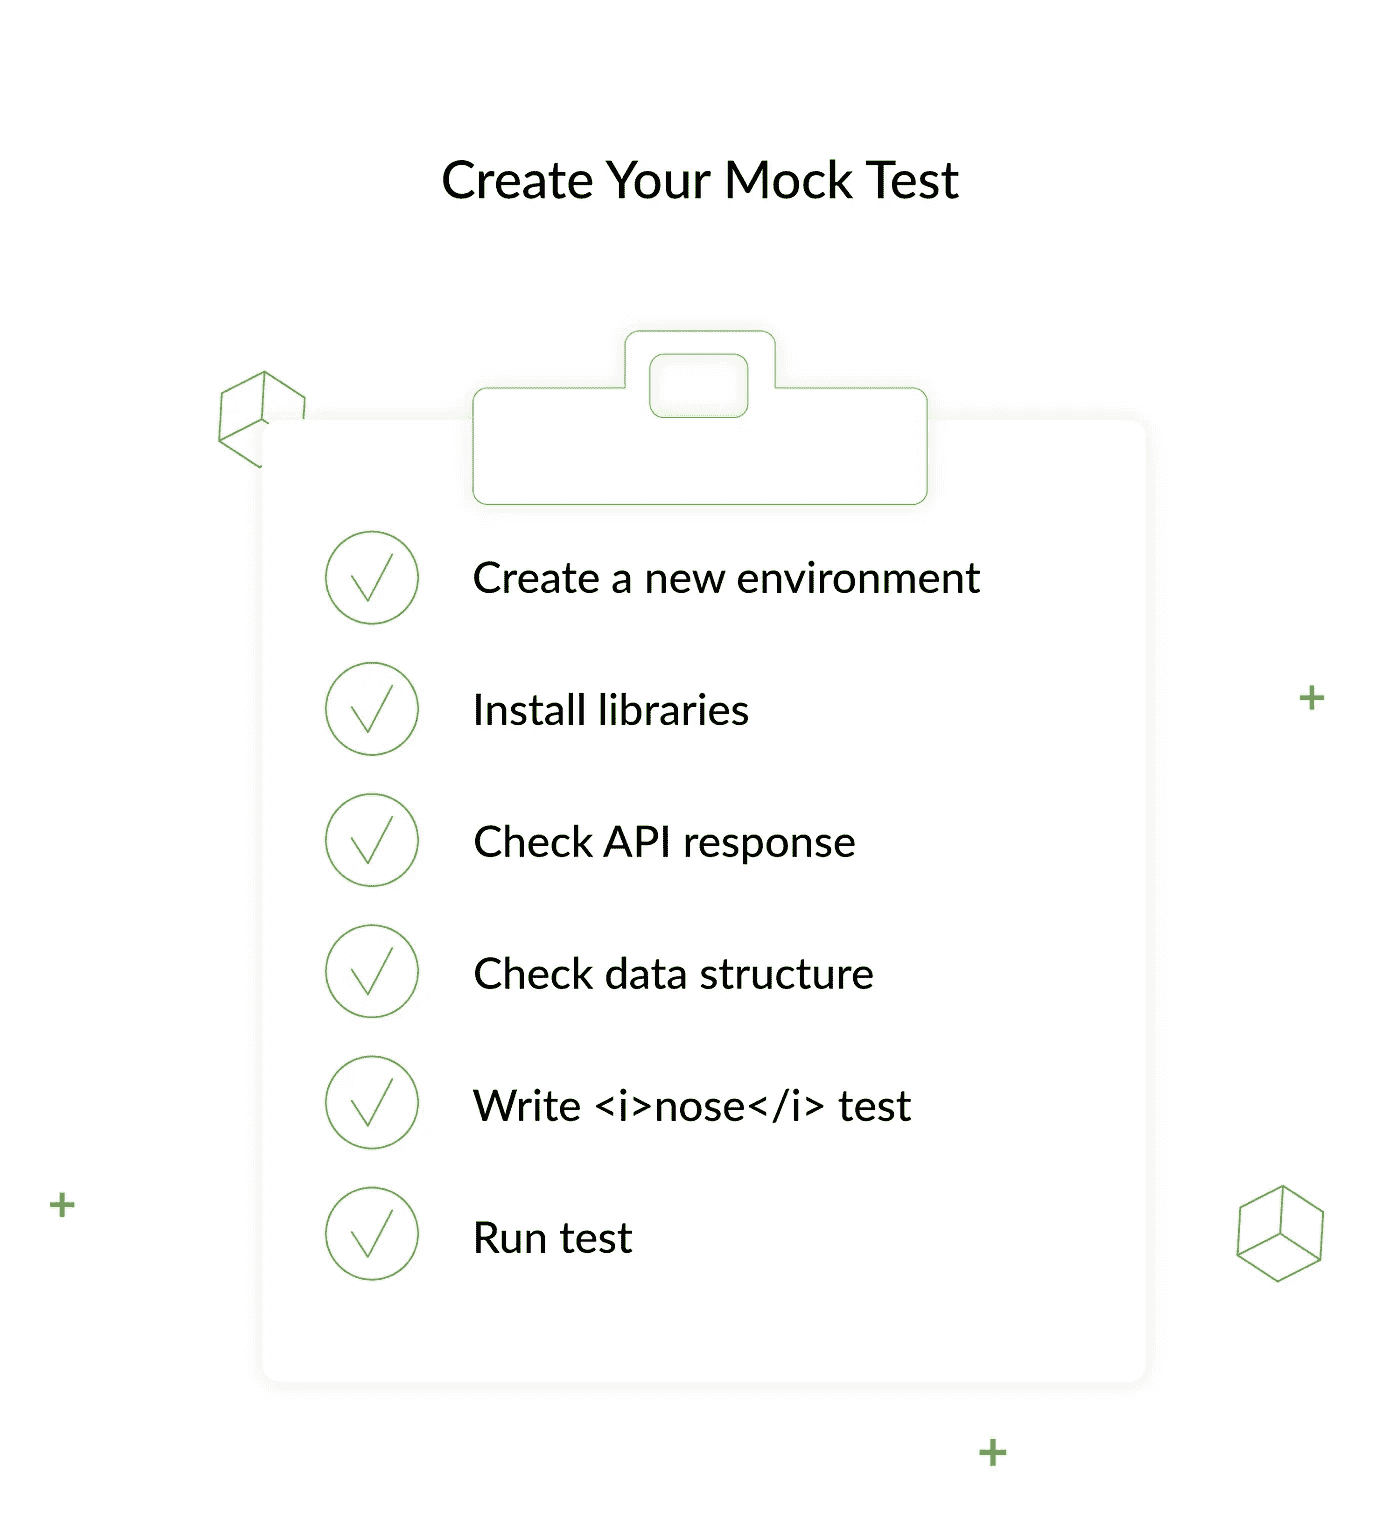 Create Your Mock Test
Create a new environment
Install libraries
Check API response
Check data structure
Write <i>nose</i> test
Run test